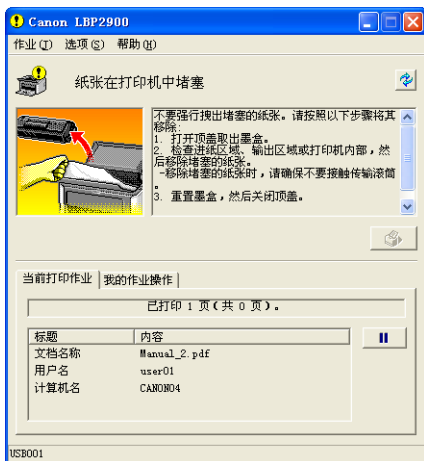 Canon LBP2900
作业(T) 选项(S) 帮助(H)
纸张在打印机中堵塞
不要强行拽出堵塞的纸张。请按照以下步骤将其
移除:
1. 打开顶盖取出墨盒。
2. 检查进纸区域、输出区域或打印机内部，然
后移除堵塞的纸张。
-移除堵塞的纸张时，请确保不要接触传输滚筒
。
3. 重置墨盒，然后关闭顶盖。
当前打印作业 我的作业操作
已打印 1 页(共 0 页)。
标题 内容
文档名称 Manual_2.pdf
用户名 user01
计算机名 CANON04
USB001